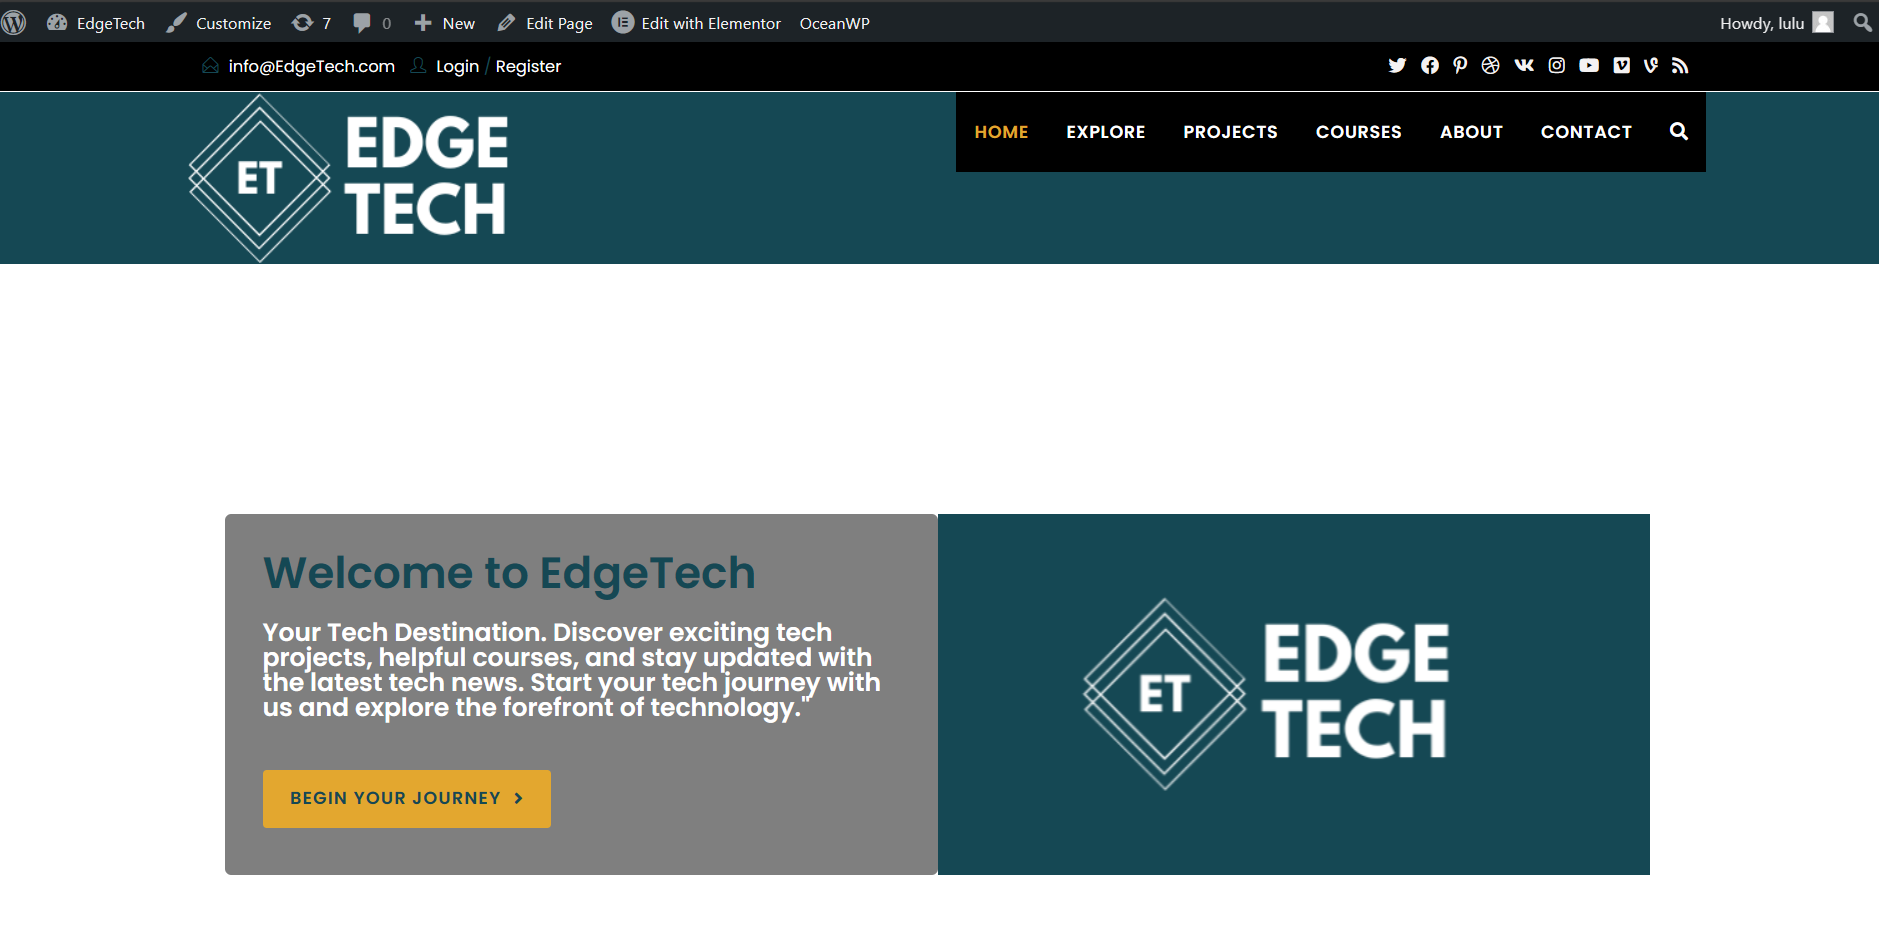 EdgeTech Customize 7 0 New Edit Page Edit with Elementor OceanWP Howdy, lulu
info@EdgeTech.com Login / Register
HOME EXPLORE PROJECTS COURSES ABOUT CONTACT
ET EDGE
TECH
Welcome to EdgeTech
Your Tech Destination. Discover exciting tech
projects, helpful courses, and stay updated with
the latest tech news. Start your tech journey with
us and explore the forefront of technology."
BEGIN YOUR JOURNEY
ET EDGE
TECH